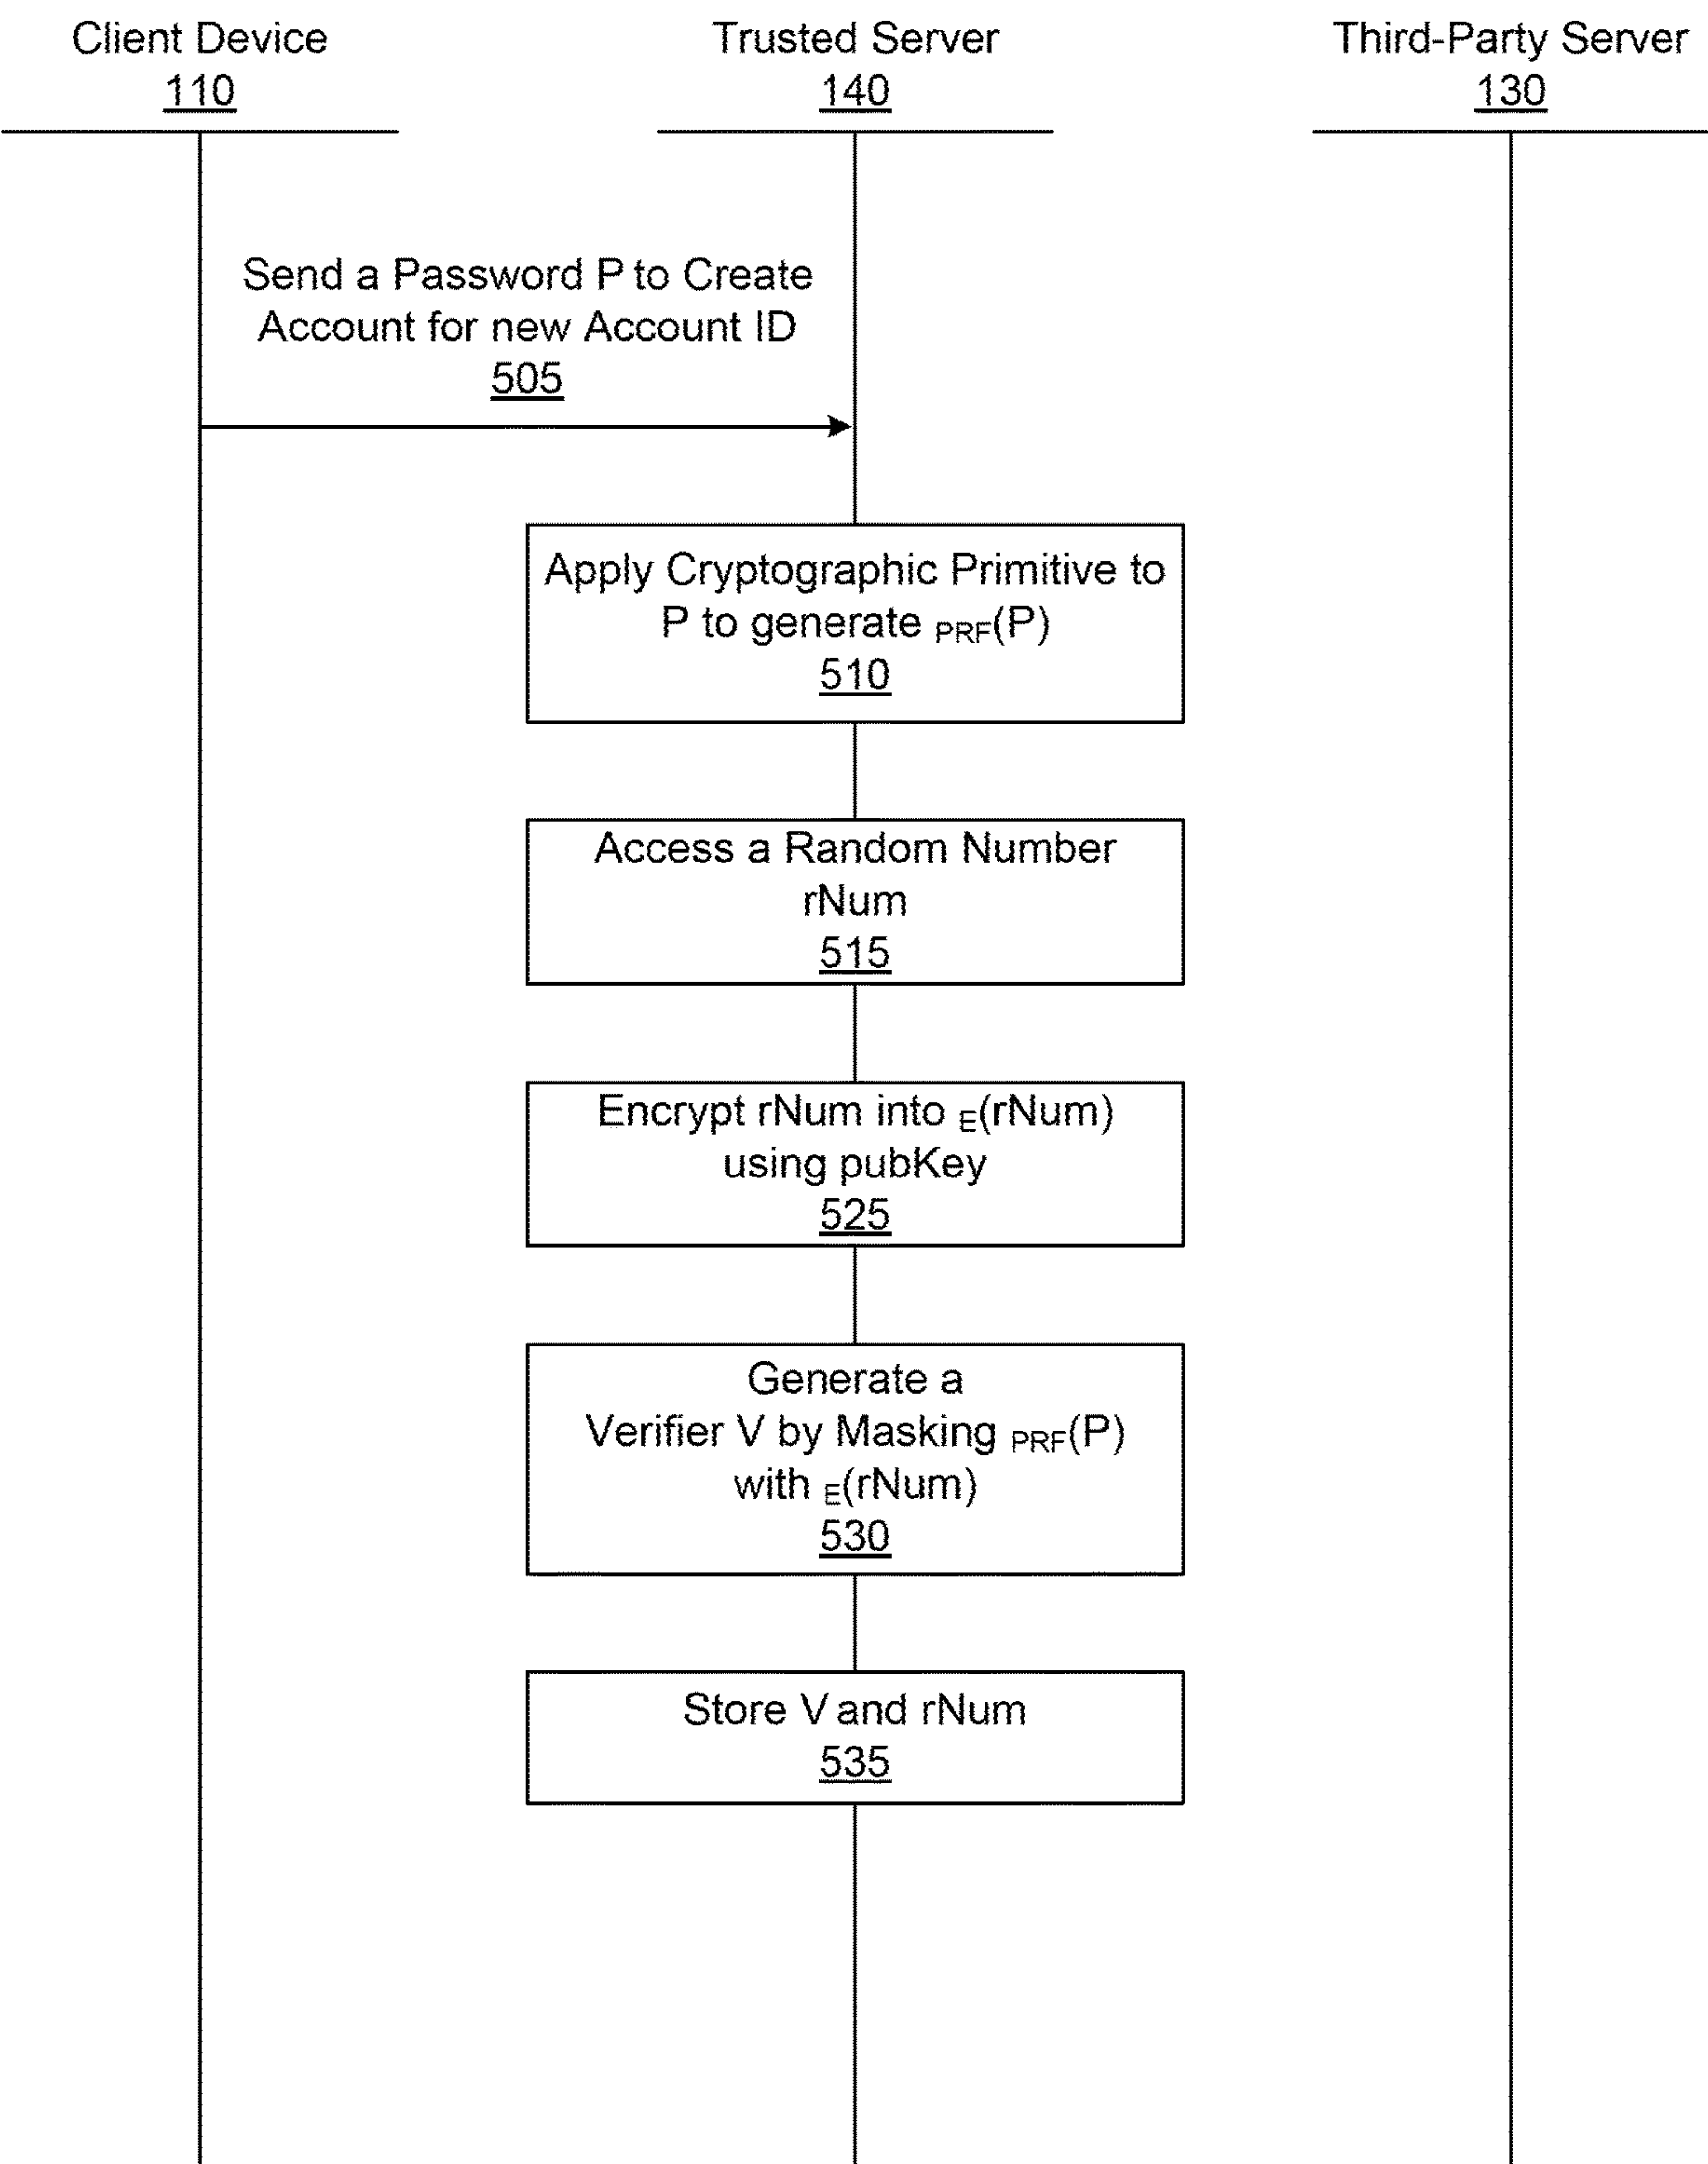 Client Device
110
Trusted Server
140
Third-Party Server
130
Send a Password P to Create
Account for new Account ID
505
Apply Cryptographic Primitive to
P to generate PRF(P)
510
Access a Random Number
rNum
515
Encrypt rNum into E(rNum)
using pubKey
525
Generate a
Verifier V by Masking PRF(P)
with E(rNum)
530
Store V and rNum
535